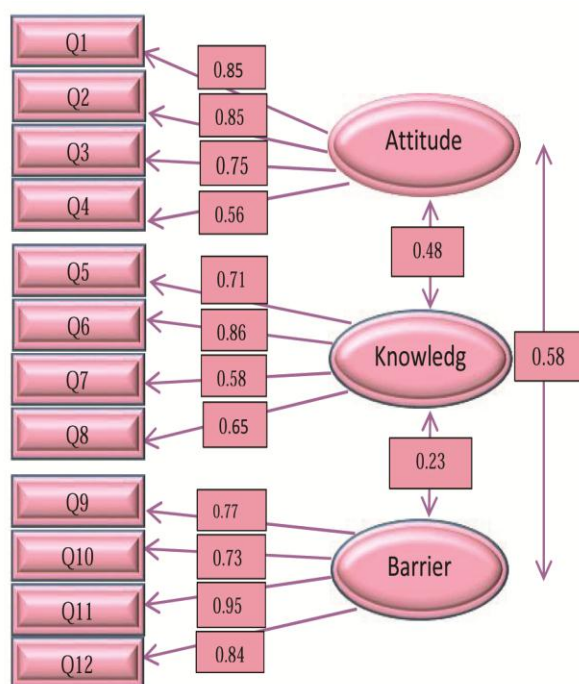 Q1
0.85
Q2
0.85
Attitude
Q3
0.75
Q4
0.56
0.48
Q5
0.71
Q6
0.86
Knowledg
0.58
Q7
0.58
Q8
0.65
0.23
Q9
0.77
Q10
0.73
Barrier
Q11
0.95
Q12
0.84